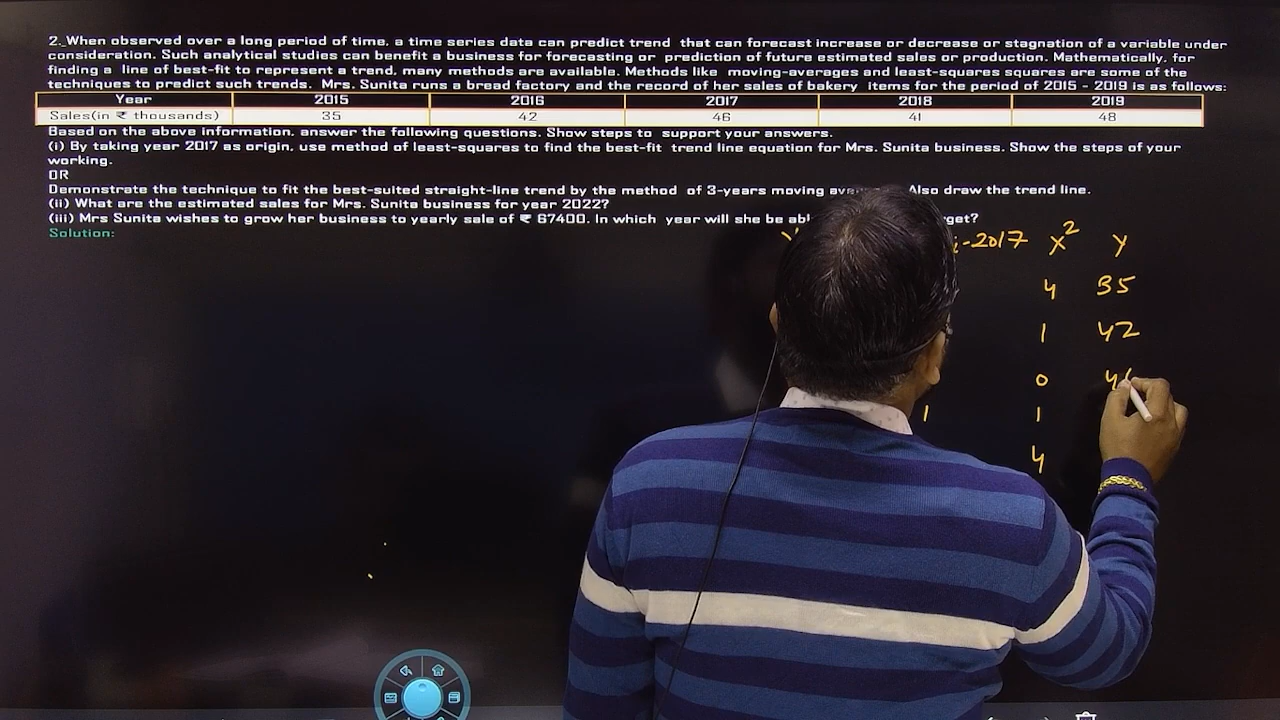 2. When observed over a long period of time, a time series data can predict trend that can forecast increase or decrease or stagnation of a variable under
consideration. Such analytical studies can benefit a business for forecasting or prediction of future estimated sales or production. Mathematically, for
finding a line of best-fit to represent a trend, many methods are available. Methods like moving-averages and least-squares squares are some of the
techniques to predict such trends. Mrs. Sunita runs a bread factory and the record of her sales of bakery items for the period of 2015 - 2019 is as follows:
Year 2015 2016 2017 2018 2019
Sales(in ₹ thousands) 35 42 46 41 48
Based on the above information, answer the following questions. Show steps to support your answers.
(i) By taking year 2017 as origin, use method of least-squares to find the best-fit trend line equation for Mrs. Sunita business. Show the steps of your
working.
OR
Demonstrate the technique to fit the best-suited straight-line trend by the method of 3-years moving Also draw the trend line.
(ii) What are the estimated sales for Mrs. Sunita business for year 2022?
(iii) Mrs Sunita wishes to grow her business to yearly sale of ₹ 67400. In which year will she be
Solution:
-2017 x² y
4 35
1 42
0
1 1
4